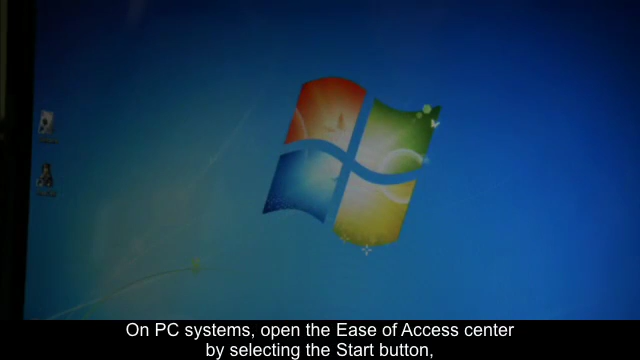 On PC systems, open the Ease of Access center
by selecting the Start button,